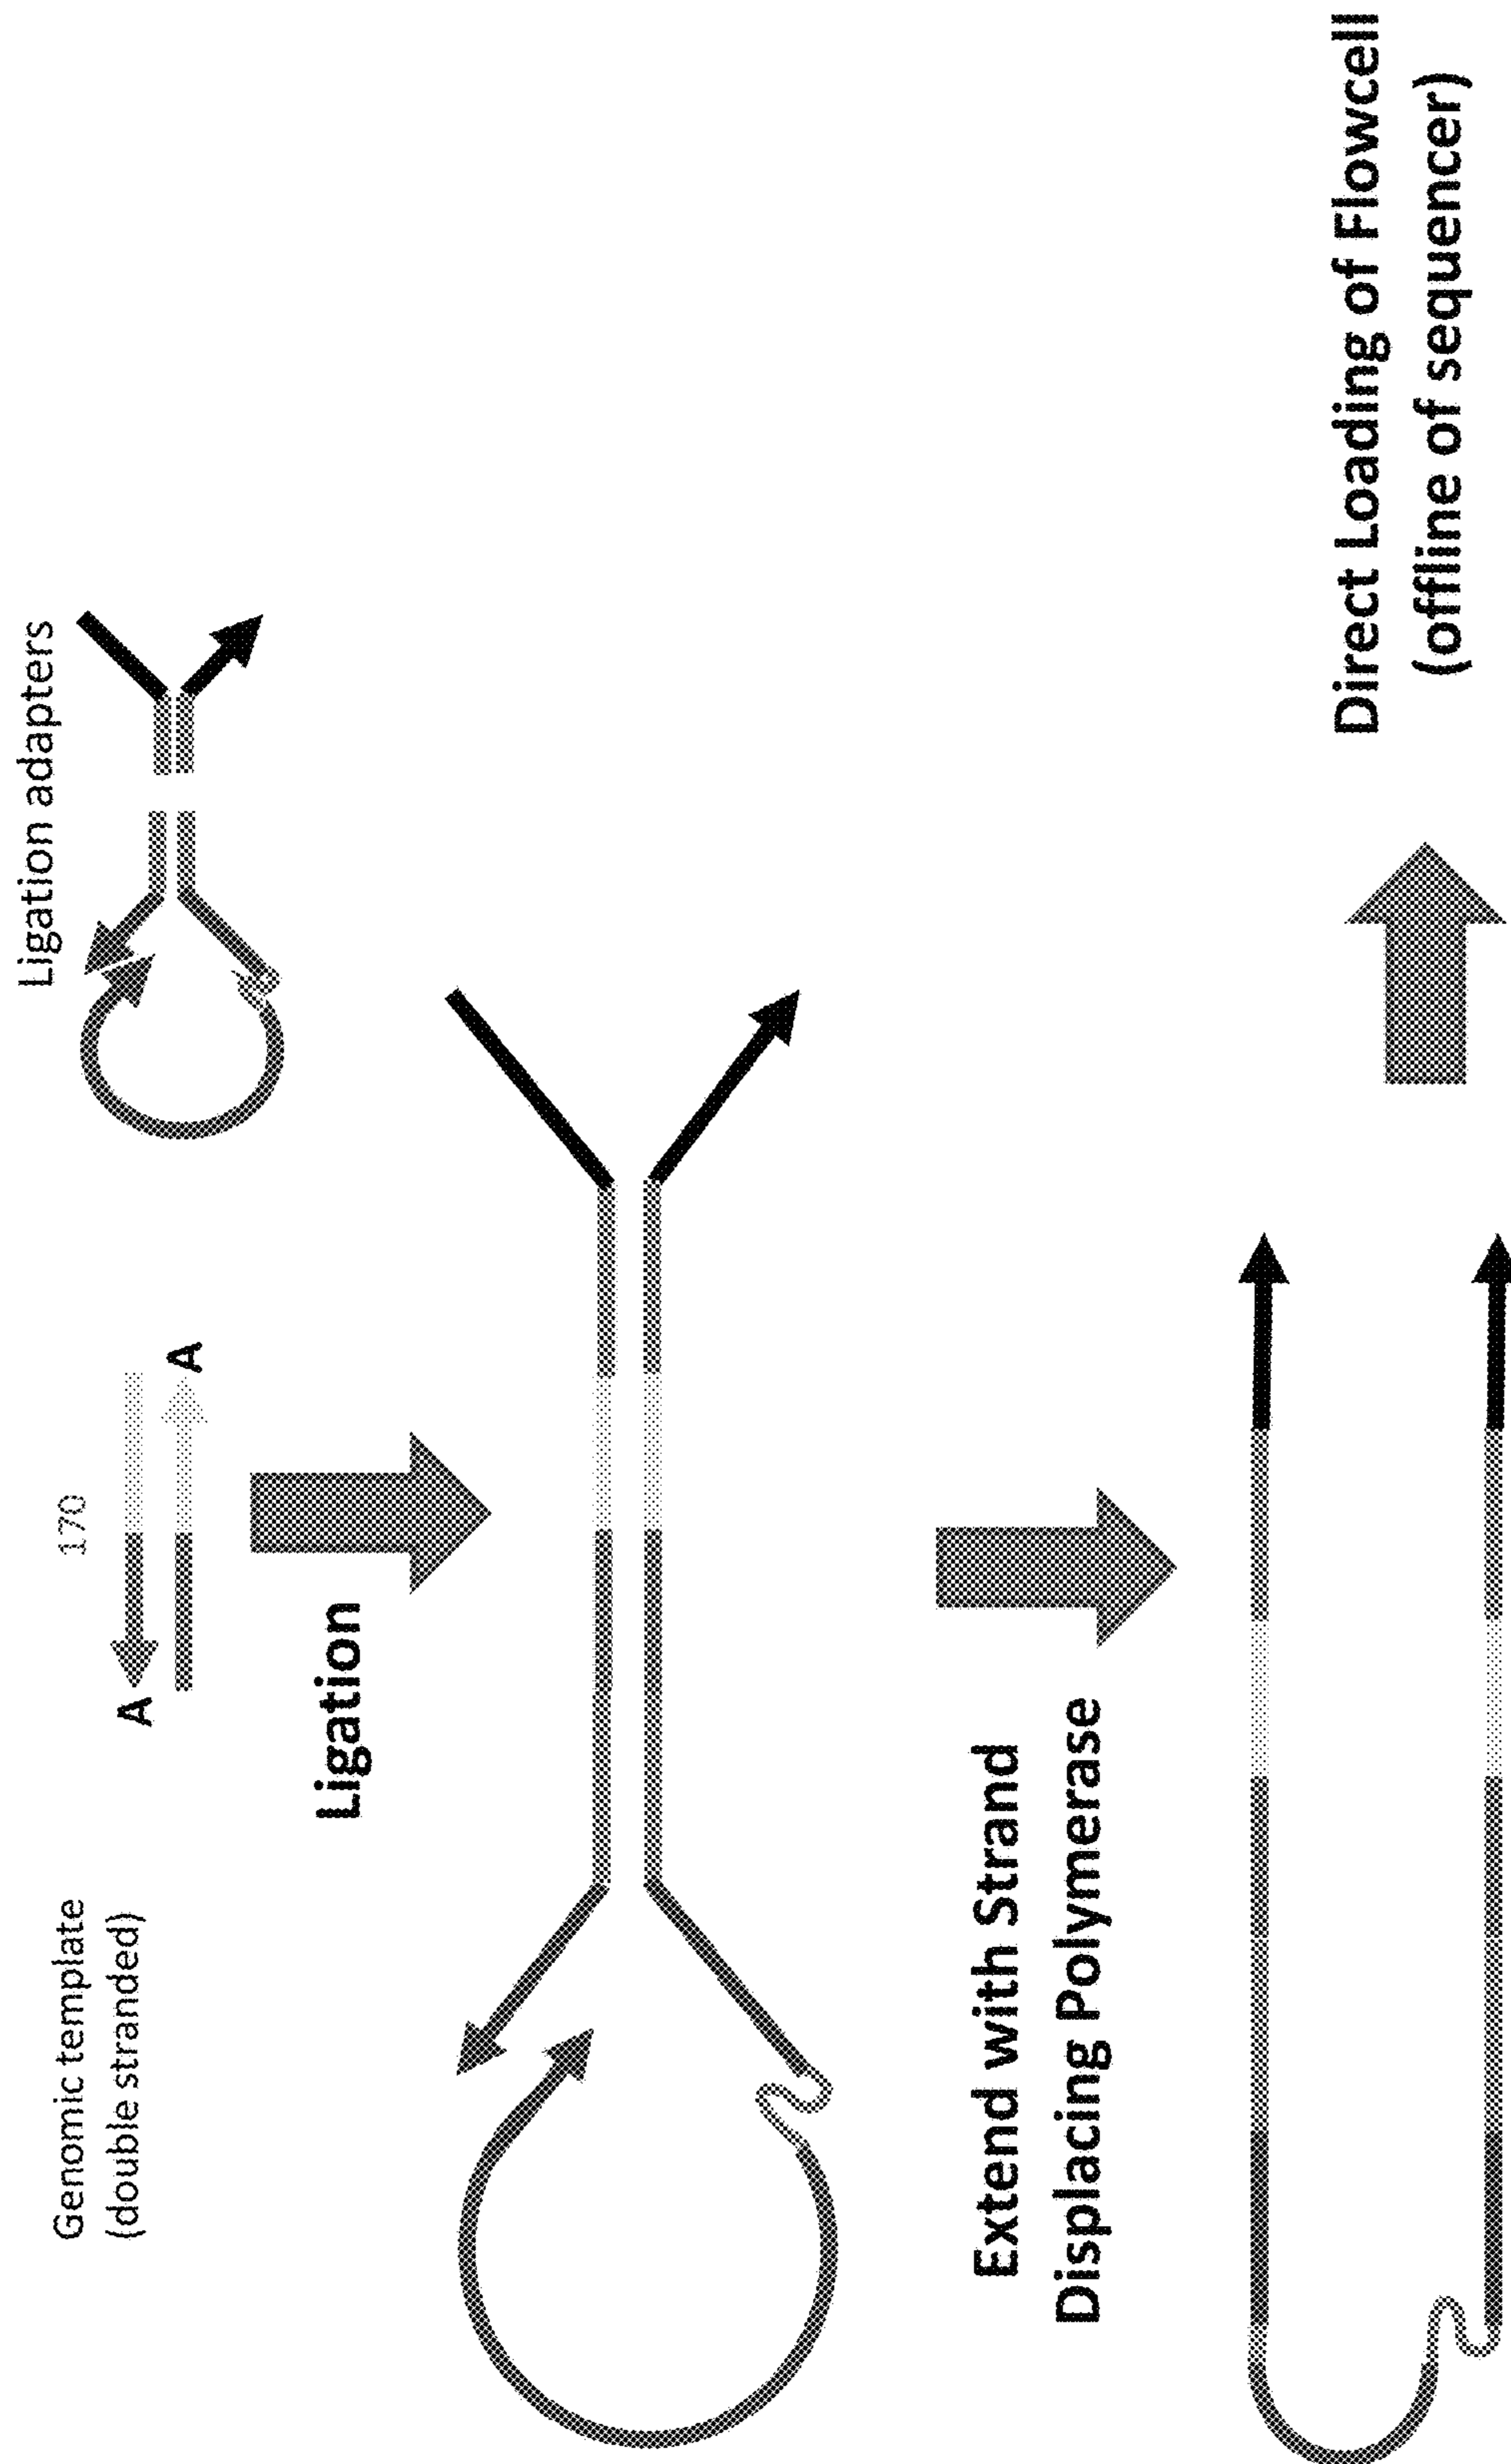 Genomic template
(double stranded)
170
A
A
Ligation adapters
Ligation
Extend with Strand
Displacing Polymerase
Direct Loading of Flowcell
(offline of sequencer)